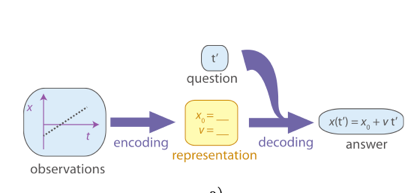 t'
question
x
t
observations
encoding
x₀ = __
v = __
representation
decoding
x(t') = x₀ + v t'
answer